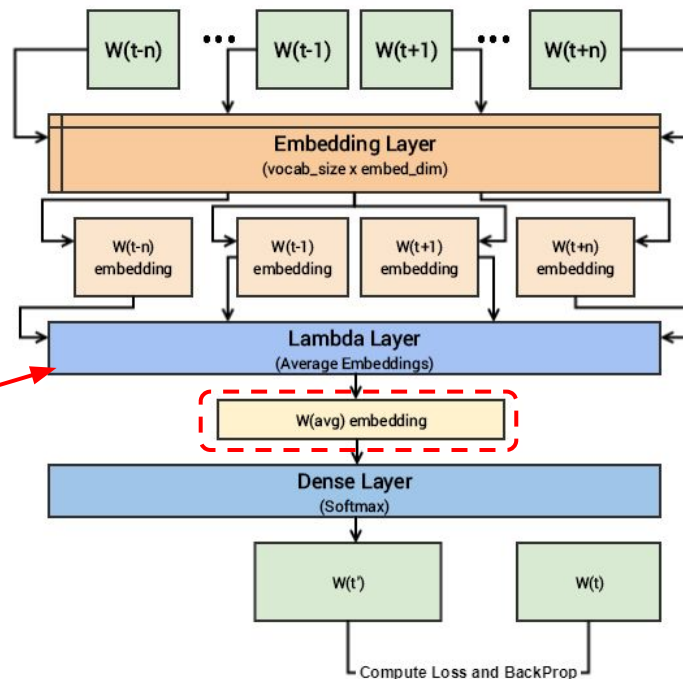 W(t-n) ••• W(t-1) W(t+1) ••• W(t+n)
Embedding Layer
(vocab_size x embed_dim)
W(t-n)
embedding
W(t-1)
embedding
W(t+1)
embedding
W(t+n)
embedding
Lambda Layer
(Average Embeddings)
W(avg) embedding
Dense Layer
(Softmax)
W(t') W(t)
Compute Loss and BackProp